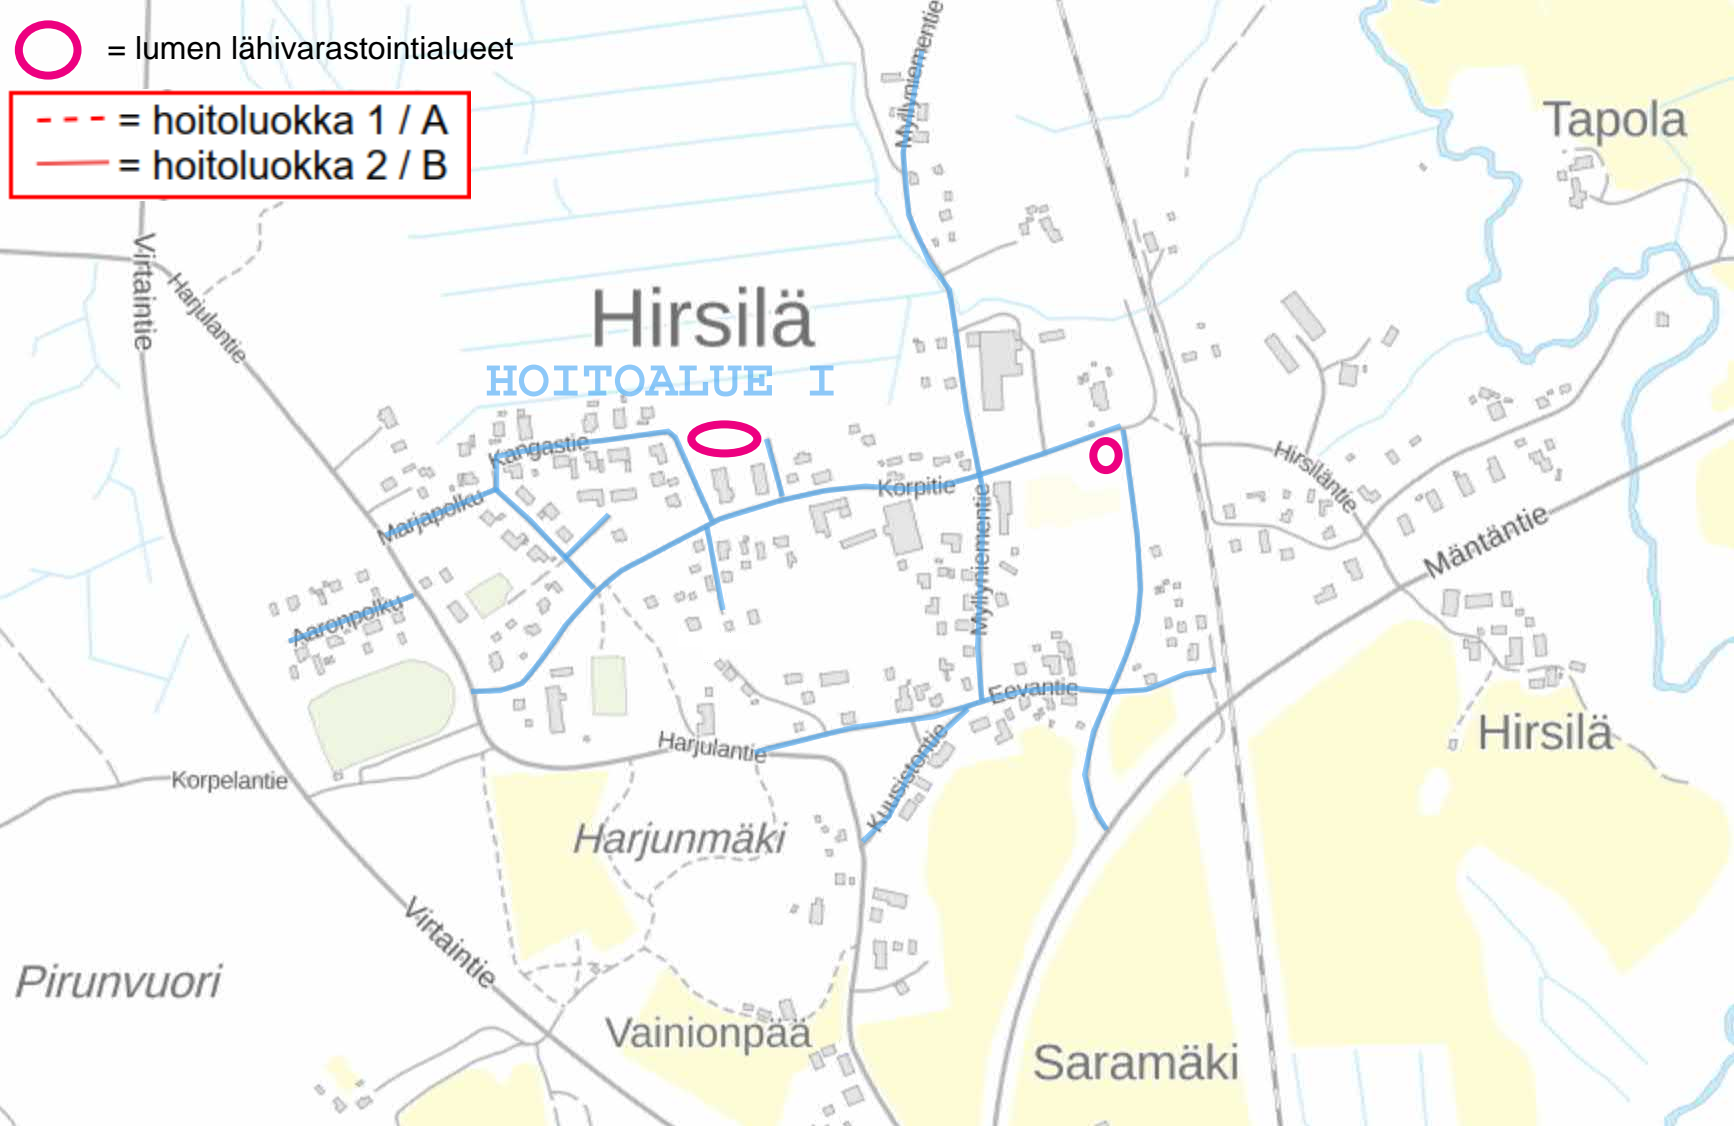 = lumen lähivarastointialueet
= hoitoluokka 1 / A
= hoitoluokka 2 / B
Myllyniementie
Tapola
Virtaintie
Harjulantie
Hirsilä
HOITOALUE I
Kangastie
Marjapolku
Korpitie
Hirsiläntie
Mäntäntie
Myllyniementie
Aaronpolku
Eevantie
Hirsilä
Harjulantie
Kuusistontie
Korpelantie
Harjunmäki
Virtaintie
Pirunvuori
Vainionpää
Saramäki